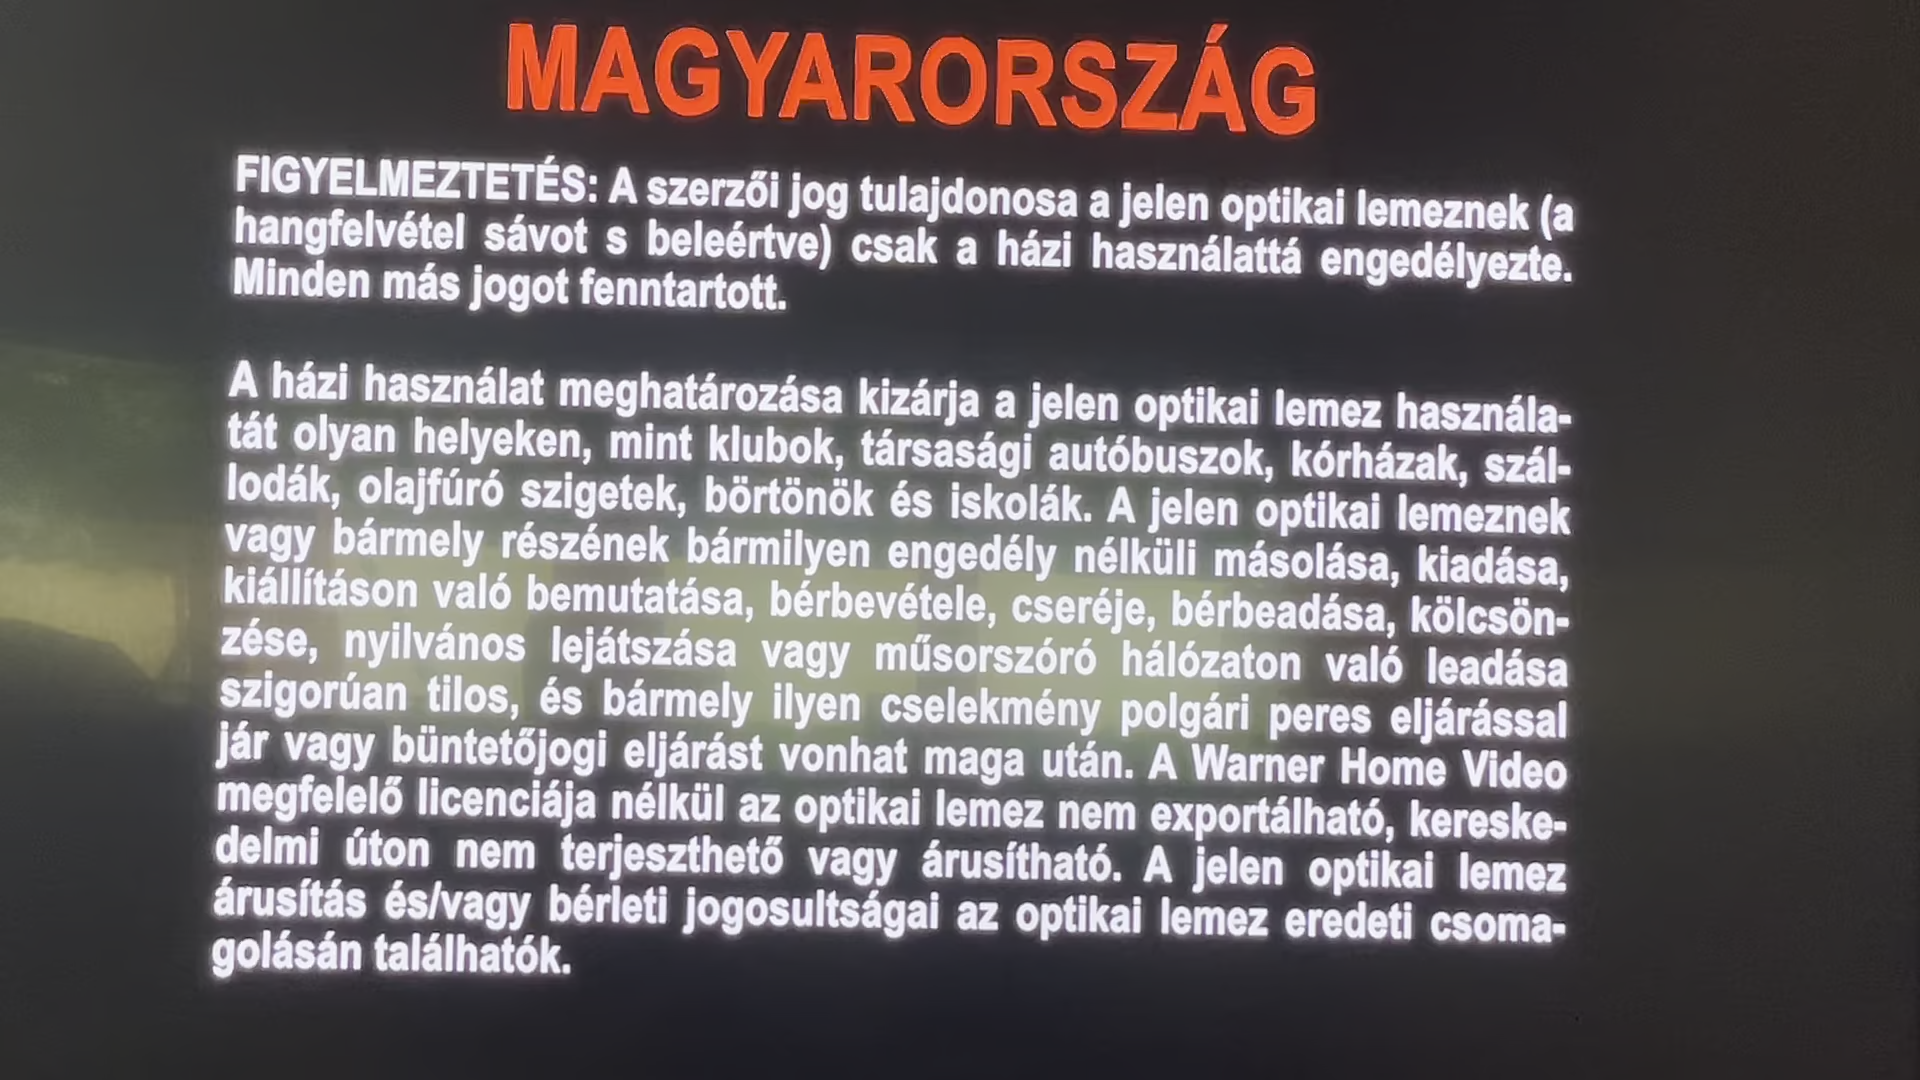 MAGYARORSZÁG
FIGYELMEZTETÉS: A szerzői jog tulajdonosa a jelen optikai lemeznek (a
hangfelvétel sávot s beleértve) csak a házi használattá engedélyezte.
Minden más jogot fenntartott.
A házi használat meghatározása kizárja a jelen optikai lemez használa-
tát olyan helyeken, mint klubok, társasági autóbuszok, kórházak, szál-
lodák, olajfúró szigetek, börtönök és iskolák. A jelen optikai lemeznek
vagy bármely részének bármilyen engedély nélküli másolása, kiadása,
kiállításon való bemutatása, bérbevétele, cseréje, bérbeadása, kölcsön-
zése, nyilvános lejátszása vagy műsorszóró hálózaton való leadása
szigorúan tilos, és bármely ilyen cselekmény polgári peres eljárással
jár vagy büntetőjogi eljárást vonhat maga után. A Warner Home Video
megfelelő licenciája nélkül az optikai lemez nem exportálható, kereske-
delmi úton nem terjeszthető vagy árusítható. A jelen optikai lemez
árusítás és/vagy bérleti jogosultságai az optikai lemez eredeti csoma-
golásán találhatók.